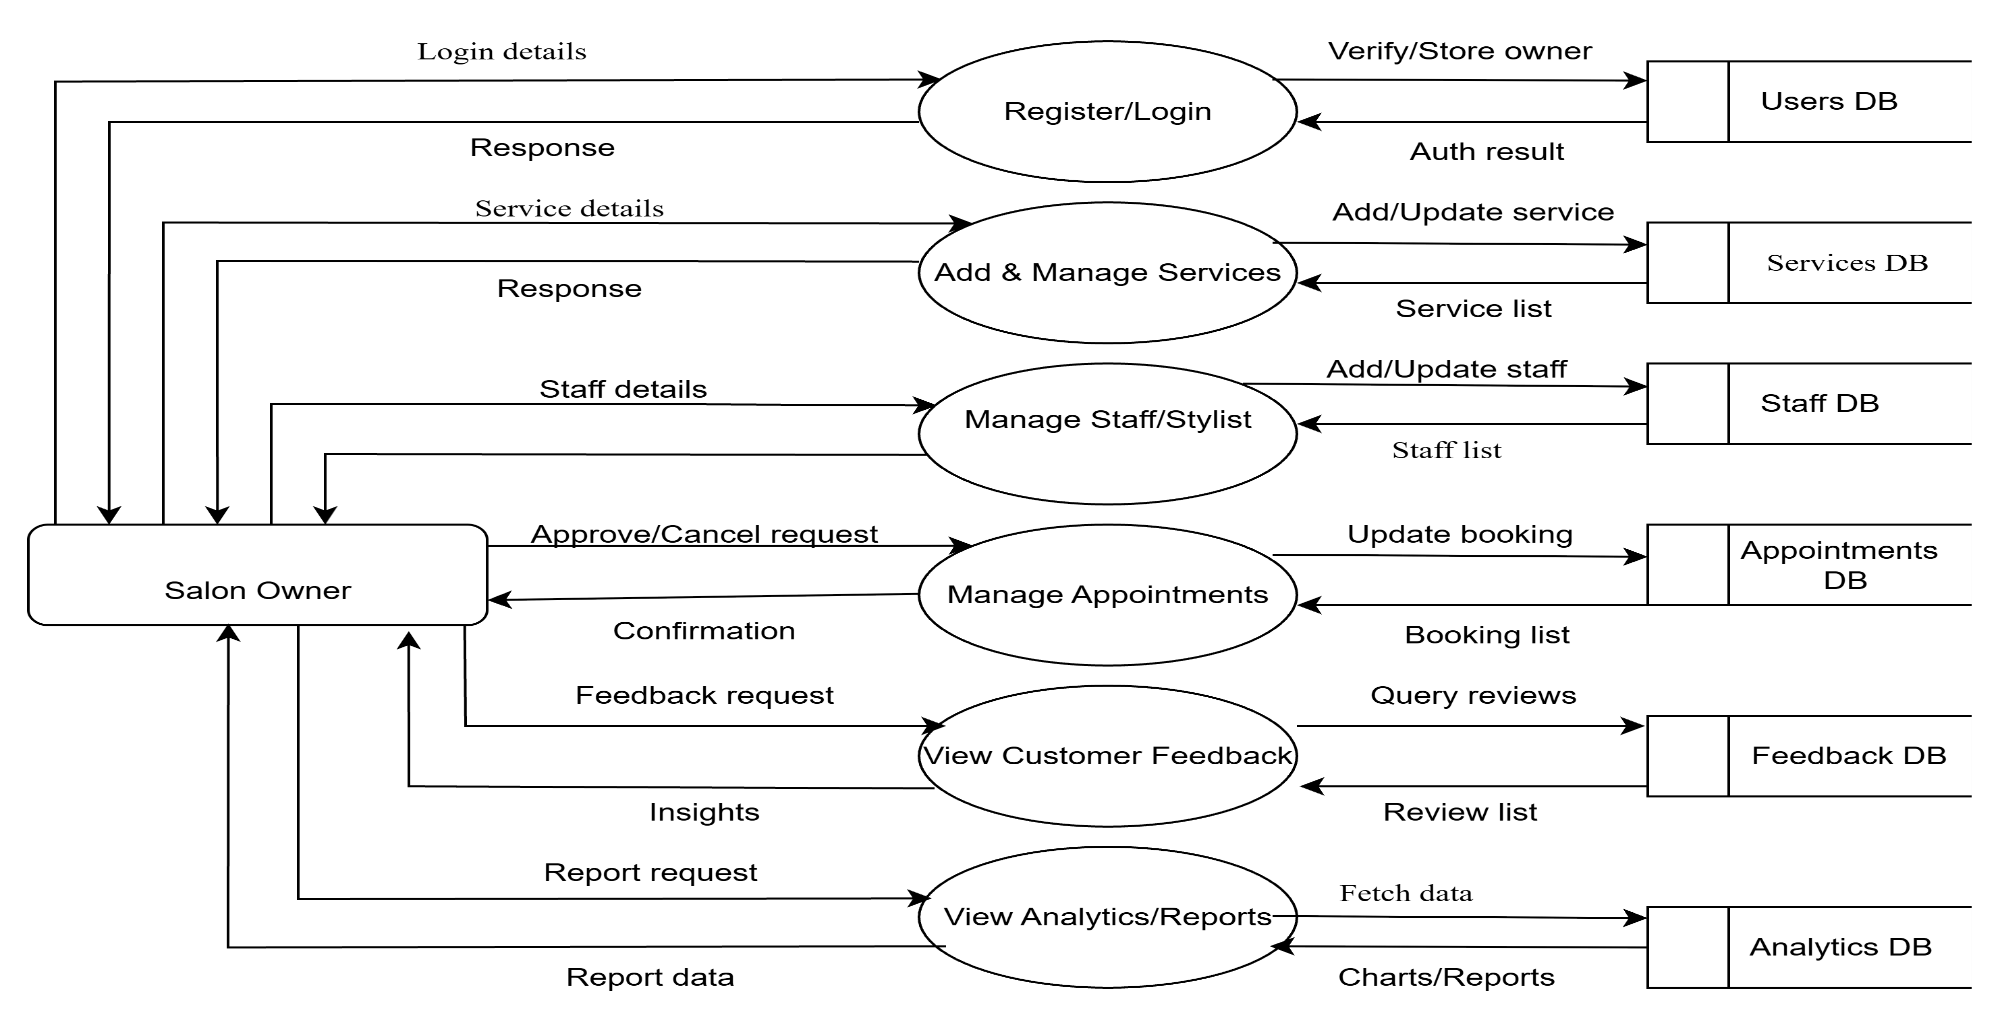 Login details
Verify/Store owner
Register/Login
Users DB
Response
Auth result
Service details
Add/Update service
Add & Manage Services
Services DB
Response
Service list
Staff details
Add/Update staff
Manage Staff/Stylist
Staff DB
Staff list
Approve/Cancel request
Update booking
Appointments
DB
Salon Owner
Manage Appointments
Confirmation
Booking list
Feedback request
Query reviews
View Customer Feedback
Feedback DB
Insights
Review list
Report request
Fetch data
View Analytics/Reports
Analytics DB
Report data
Charts/Reports